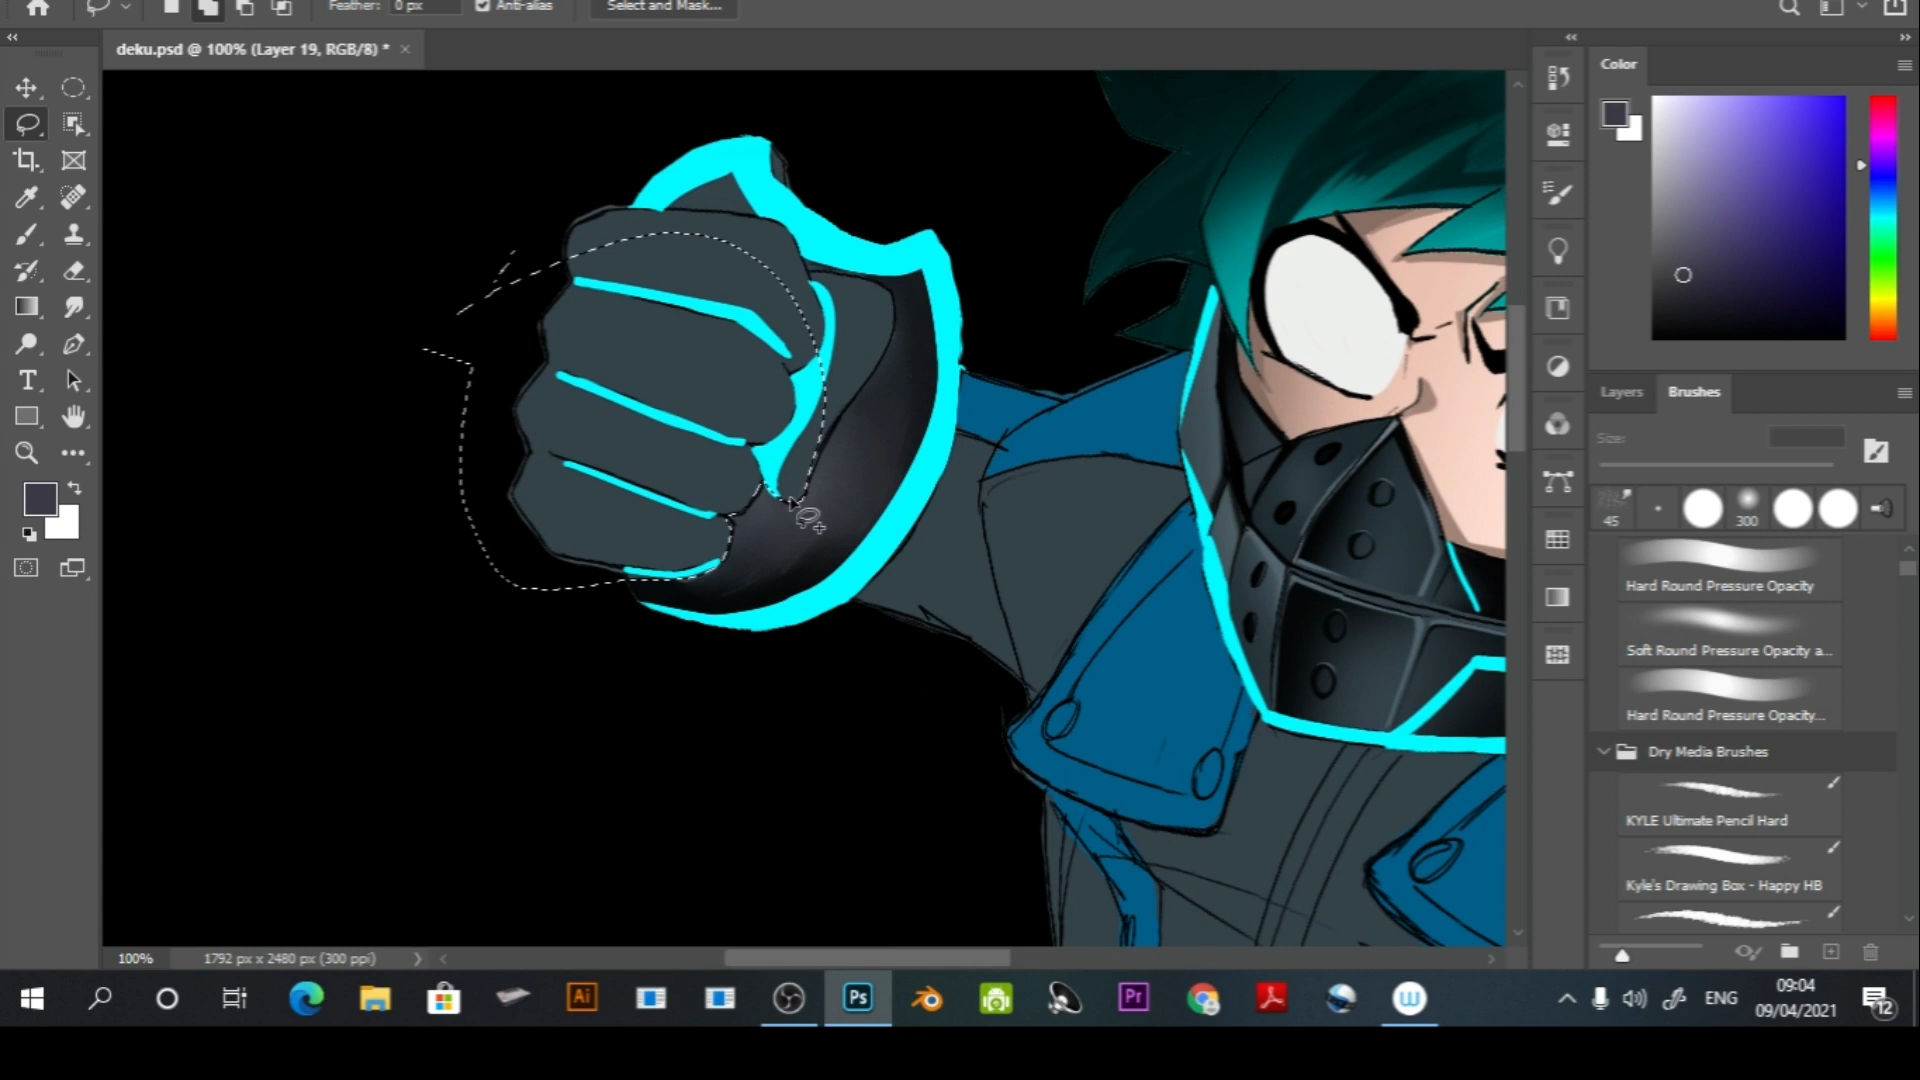 Feather: 0 px Anti-alias Select and Mask...
deku.psd @ 100% (Layer 19, RGB/8) * ×
Color
Layers Brushes
Size:
45 300
Hard Round Pressure Opacity
Soft Round Pressure Opacity a...
Hard Round Pressure Opacity...
Dry Media Brushes
KYLE Ultimate Pencil Hard
Kyle's Drawing Box - Happy HB
100% 1792 px x 2480 px (300 ppi)
Ai Ps Pr W ENG
09:04
09/04/2021
12